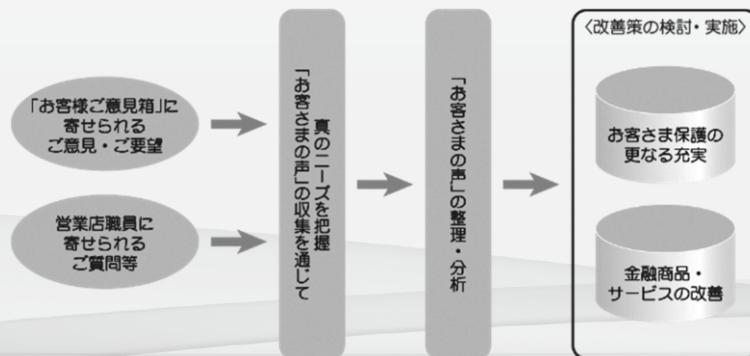 「お客様ご意見箱」に
寄せられる
ご意見・ご要望
営業店職員に
寄せられる
ご質問等
「お客さまの声」の収集を通じて
真のニーズを把握
「お客さまの声」の整理・分析
〈改善策の検討・実施〉
お客さま保護の
更なる充実
金融商品・
サービスの改善